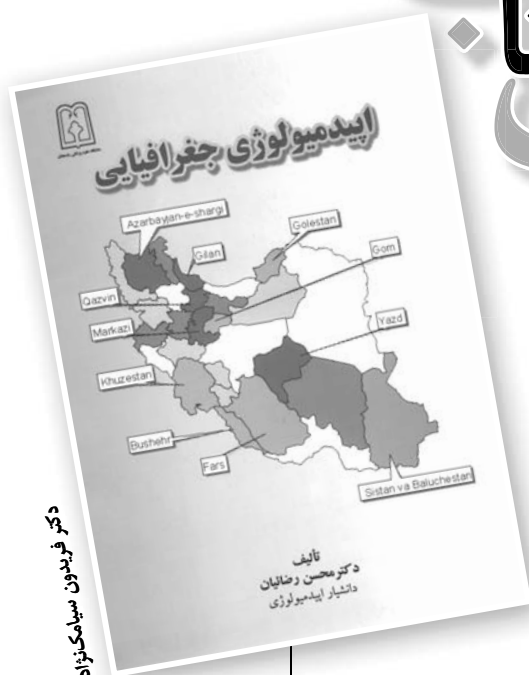 اپیدمیولوژی جغرافیایی
Azarbayjan-e-shargi
Golestan
Gilan
Gom
Qazvin
Markazi
Yazd
Khuzestan
Bushehr
Fars
Sistan va Baluchestan
تألیف
دکتر محسن رضائیان
دانشیار اپیدمیولوژی
دکتر فریدون سیامک‌نژاد